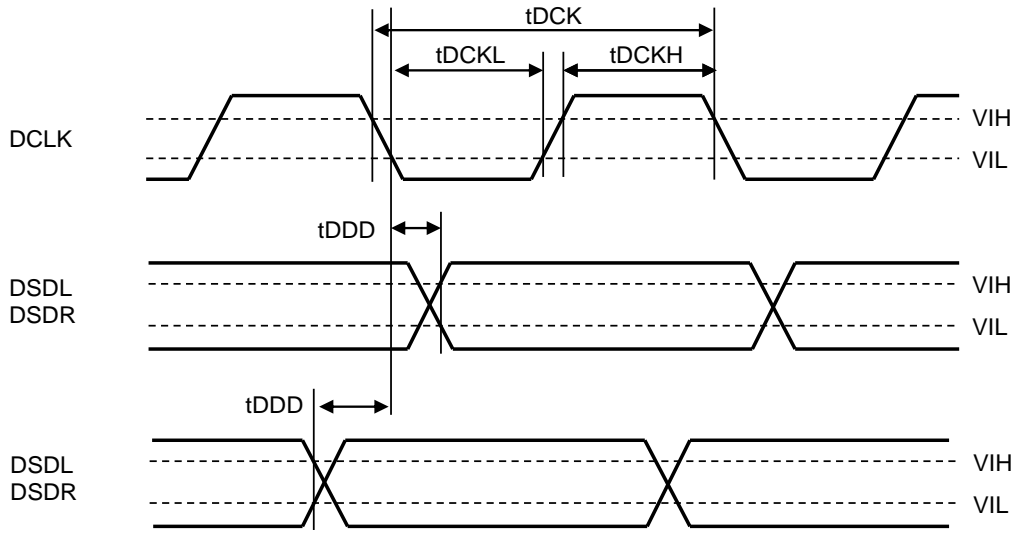 tDCK
tDCKL
tDCKH
DCLK
VIH
VIL
tDDD
DSDL
DSDR
VIH
VIL
tDDD
DSDL
DSDR
VIH
VIL